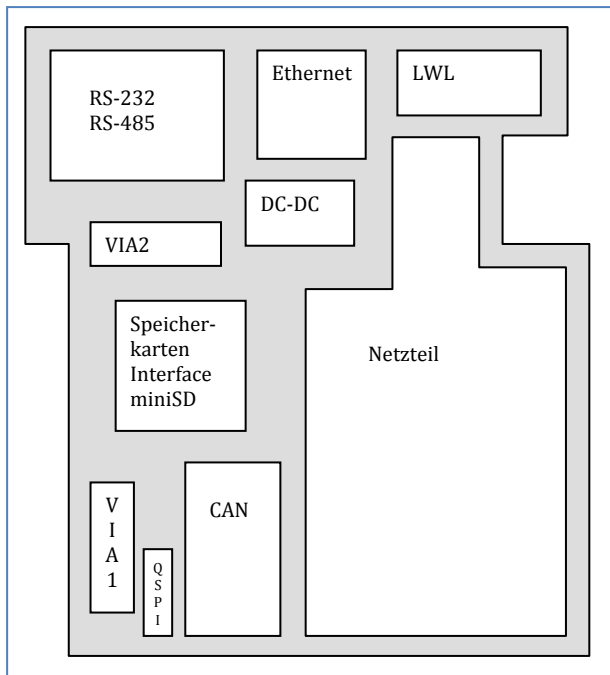 RS-232
RS-485
Ethernet
LWL
DC-DC
VIA2
Speicher-
karten
Interface
miniSD
Netzteil
V
I
A
1
Q
S
P
I
CAN